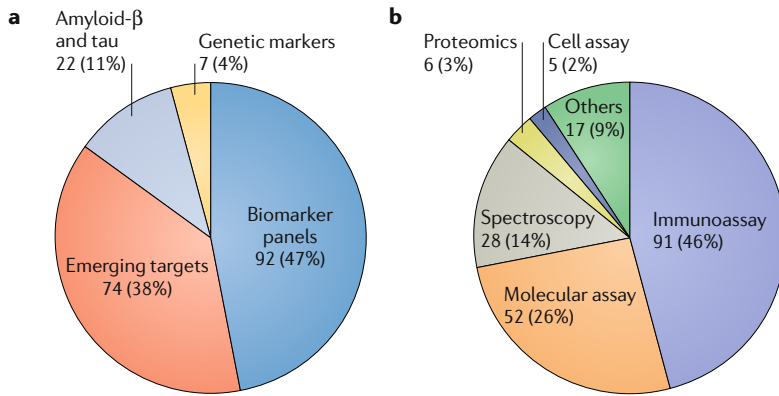 a
Amyloid-β
and tau
22 (11%)
Genetic markers
7 (4%)
Biomarker
panels
92 (47%)
Emerging targets
74 (38%)
b
Proteomics
6 (3%)
Cell assay
5 (2%)
Others
17 (9%)
Spectroscopy
28 (14%)
Immunoassay
91 (46%)
Molecular assay
52 (26%)